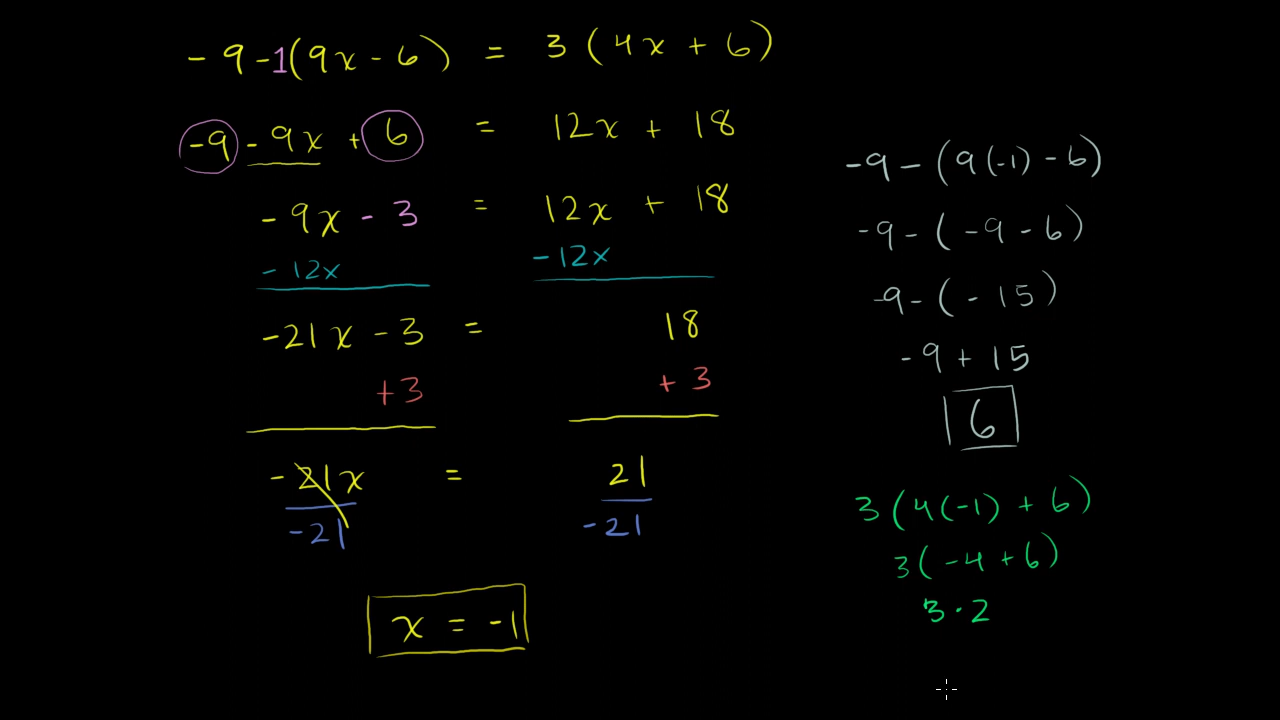 -9-1(9x-6) = 3(4x+6)
-9-9x+6 = 12x+18
-9x-3 = 12x+18
-12x -12x
-21x-3 = 18
+3 +3
-21x = 21
-21 -21
x = -1
-9-(9(-1)-6)
-9-(-9-6)
-9-(-15)
-9+15
6
3(4(-1)+6)
3(-4+6)
3·2